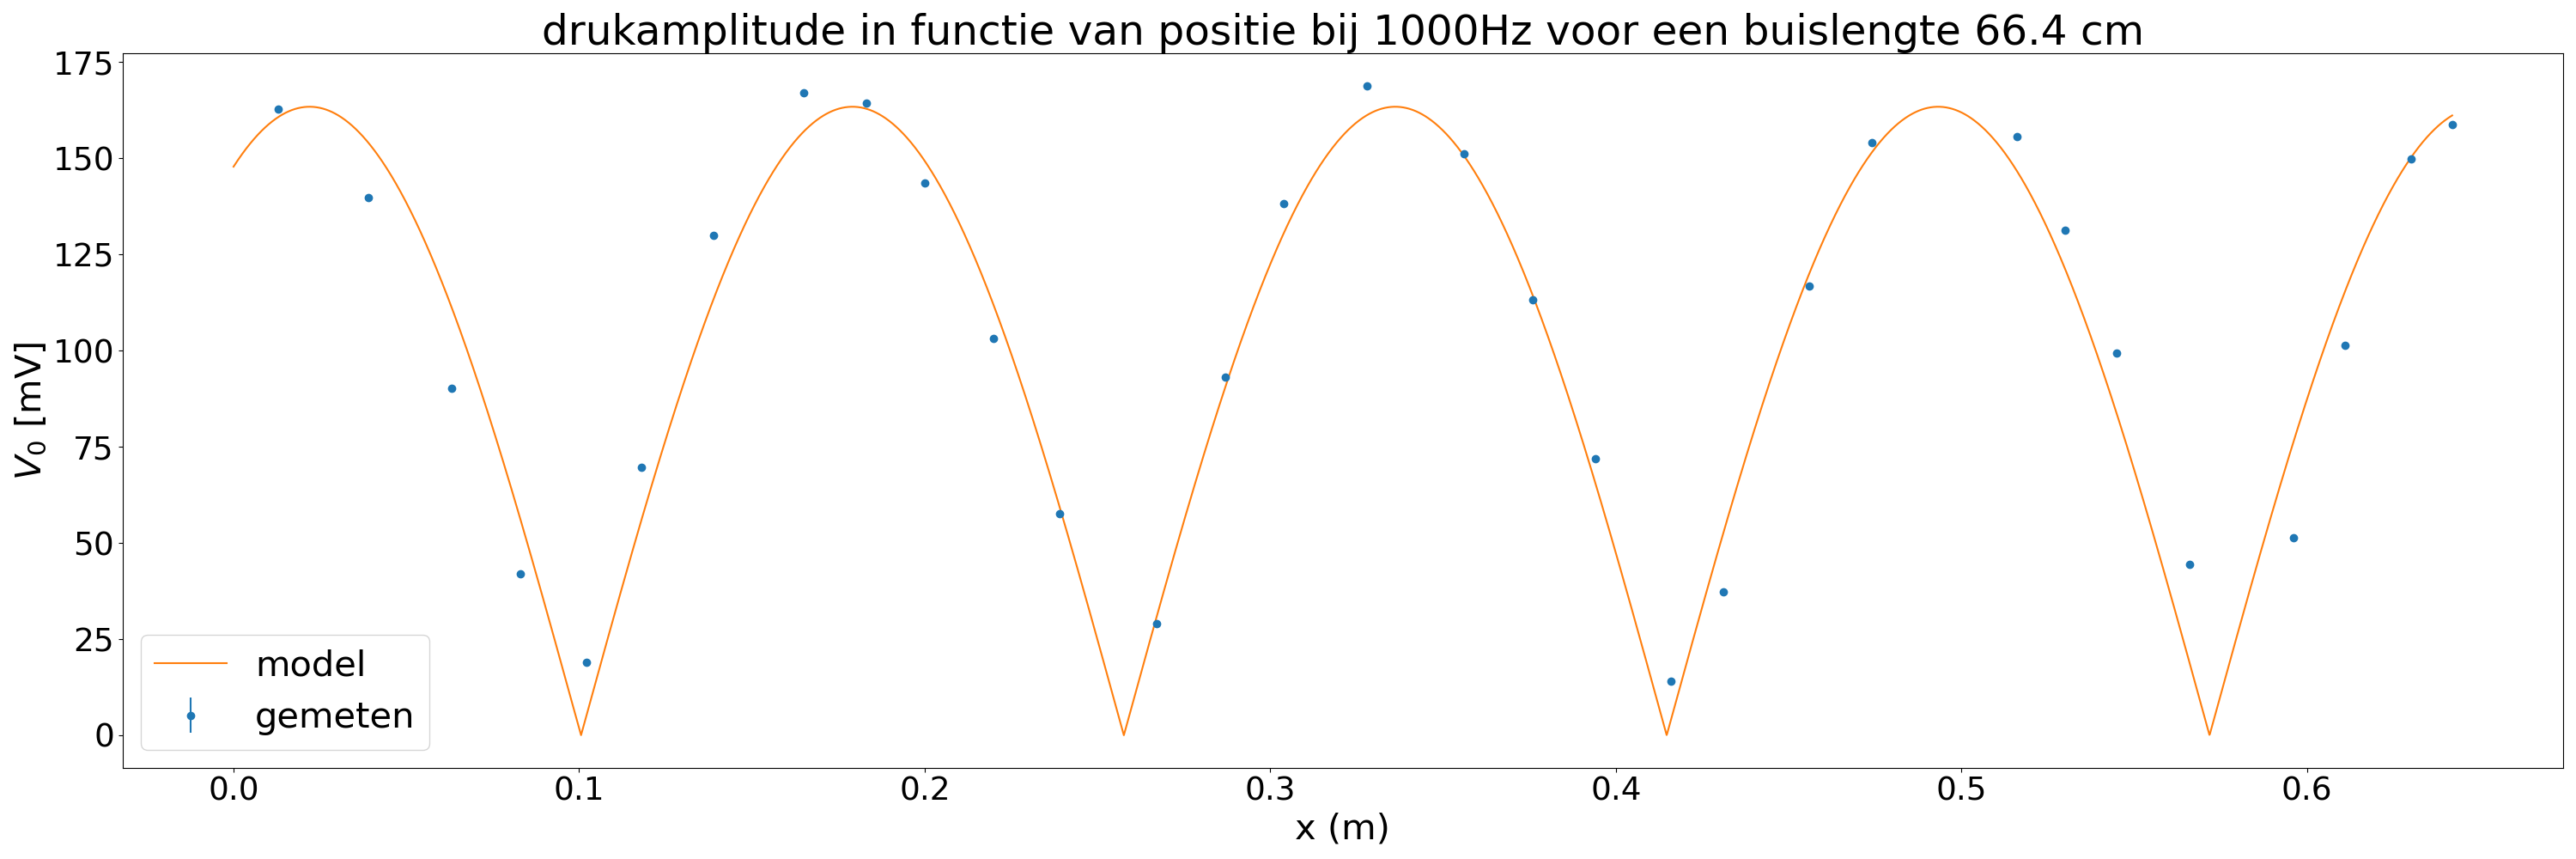 drukamplitude in functie van positie bij 1000Hz voor een buislengte 66.4 cm
175
150
125
100
75
50
25
0
V₀ [mV]
model
gemeten
0.0 0.1 0.2 0.3 0.4 0.5 0.6
x (m)